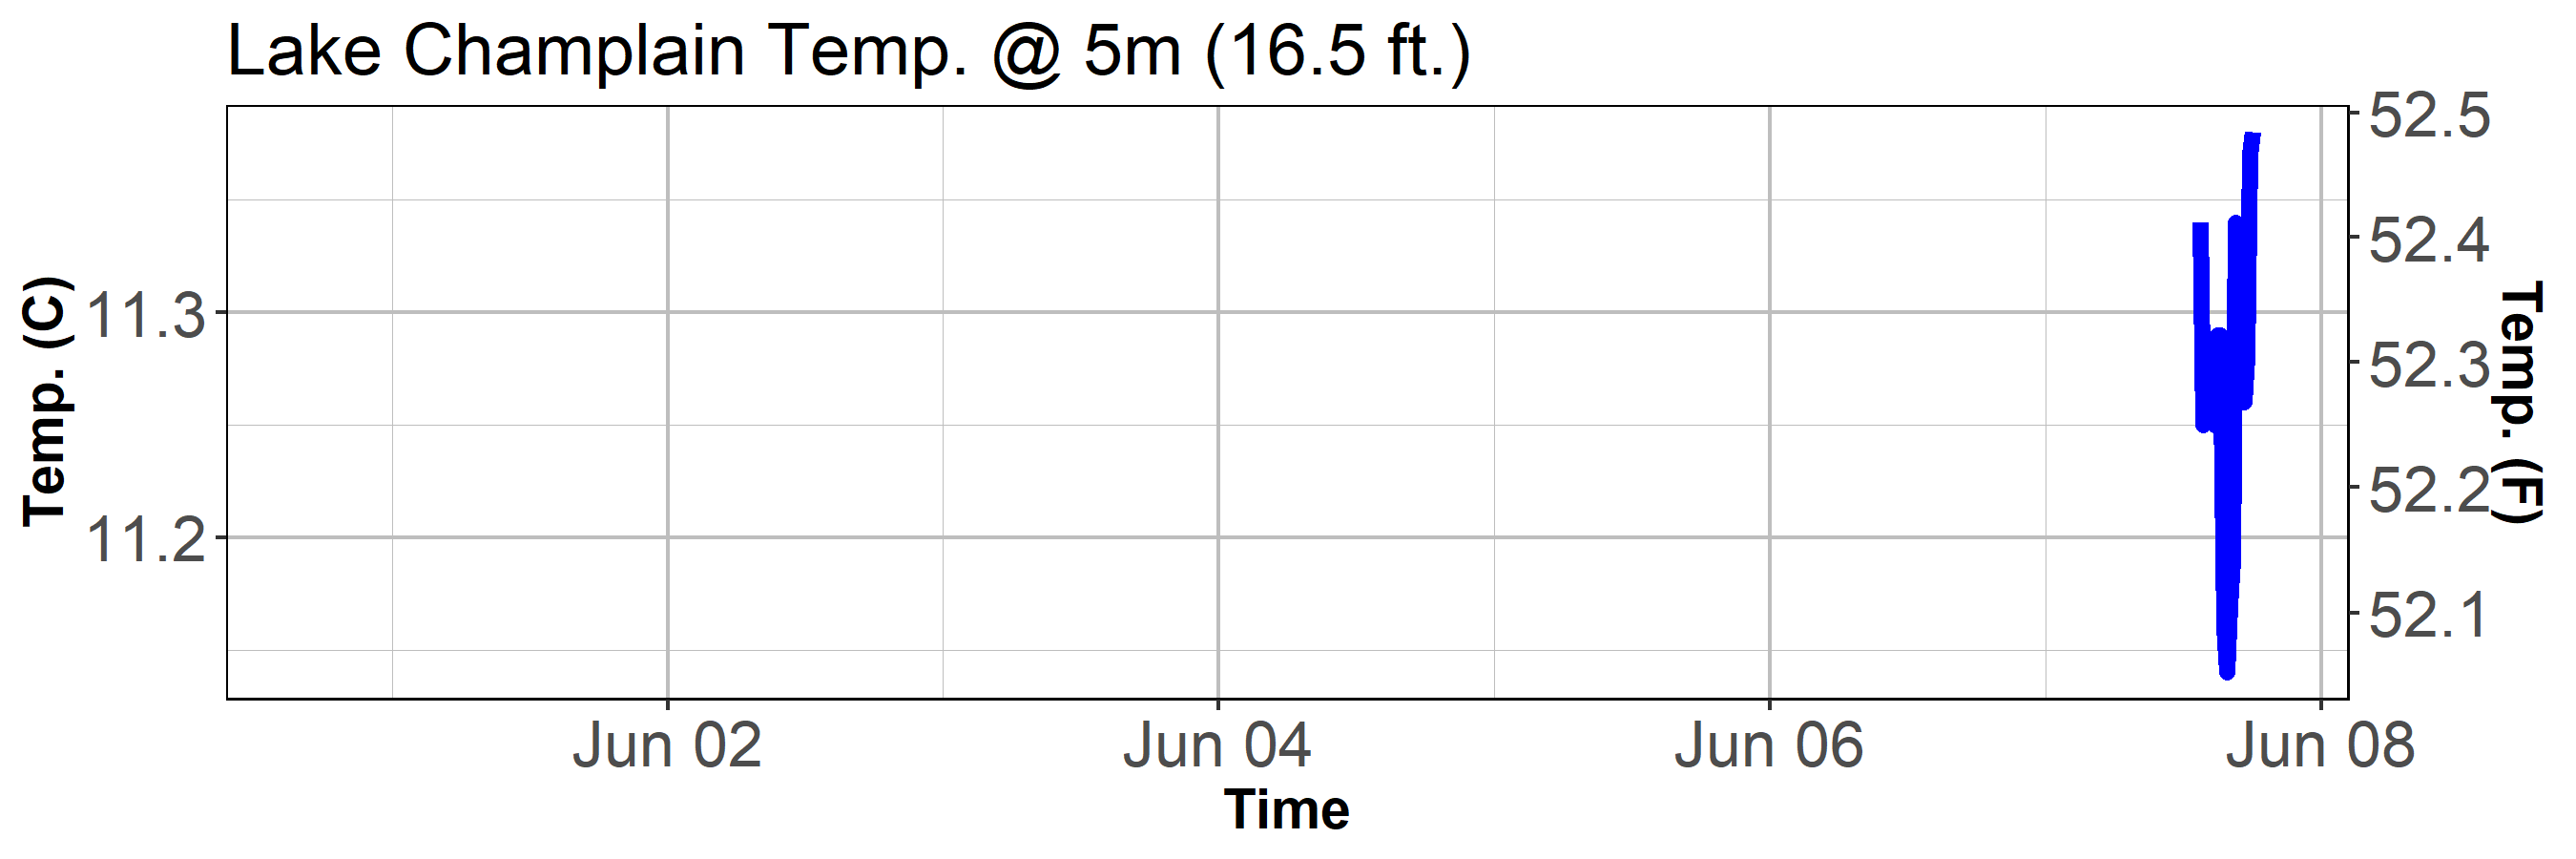 Lake Champlain Temp. @ 5m (16.5 ft.)
Temp. (C)
11.3
11.2
52.5
52.4
52.3
52.2
52.1
Temp. (F)
Jun 02 Jun 04 Jun 06 Jun 08
Time